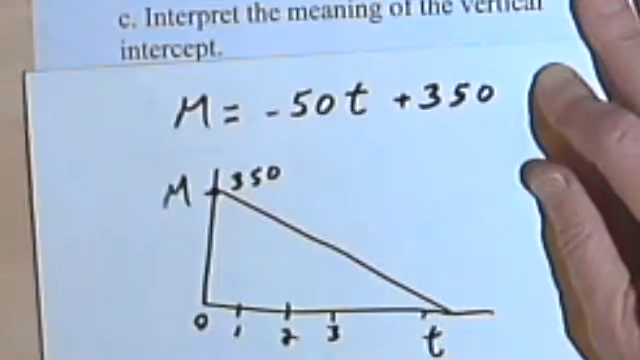 c. Interpret the meaning of the vertical
intercept.
M = -50t + 350
M 350
0 1 2 3 t